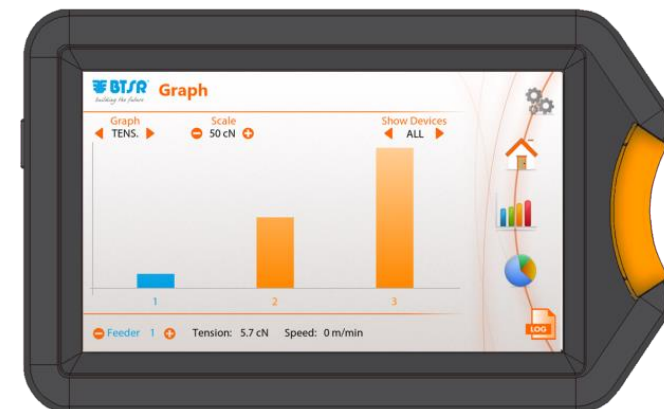 BTSR Graph
building the future
Graph Scale Show Devices
TENS. 50 cN ALL
1 2 3
Feeder 1 Tension: 5.7 cN Speed: 0 m/min
LOG